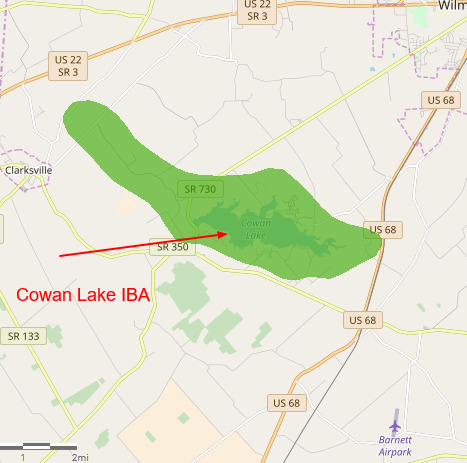 US 22
SR 3
Wilm
US 22
SR 3
US 68
Clarksville
SR 730
Cowan
Lake
US 68
SR 350
Cowan Lake IBA
US 68
SR 133
US 68
Barnett
Airpark
1
2mi